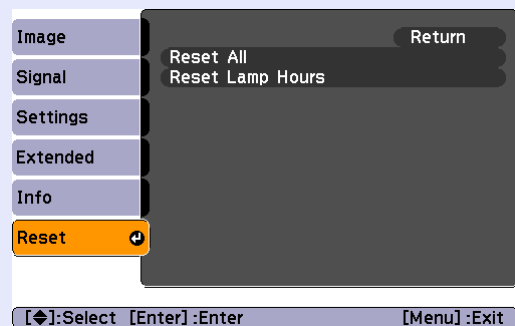 Image
Signal
Settings
Extended
Info
Reset
Return
Reset All
Reset Lamp Hours
[◆]:Select [Enter] :Enter [Menu] :Exit